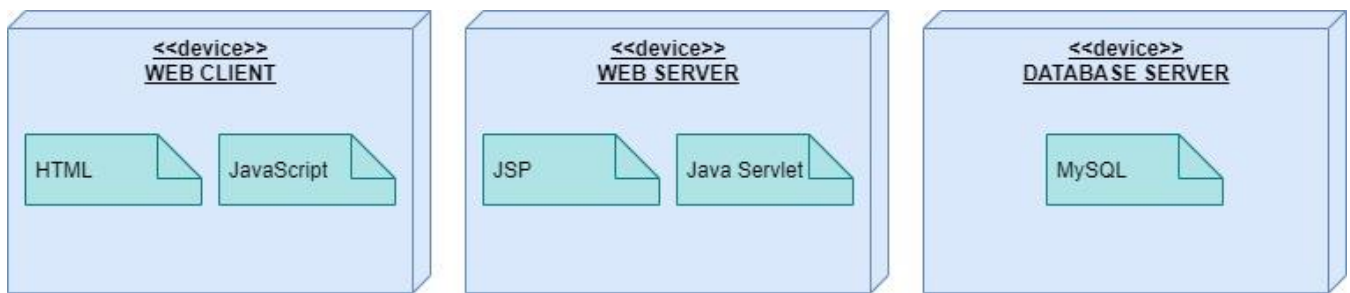 <<device>>
WEB CLIENT
HTML
JavaScript
<<device>>
WEB SERVER
JSP
Java Servlet
<<device>>
DATABASE SERVER
MySQL